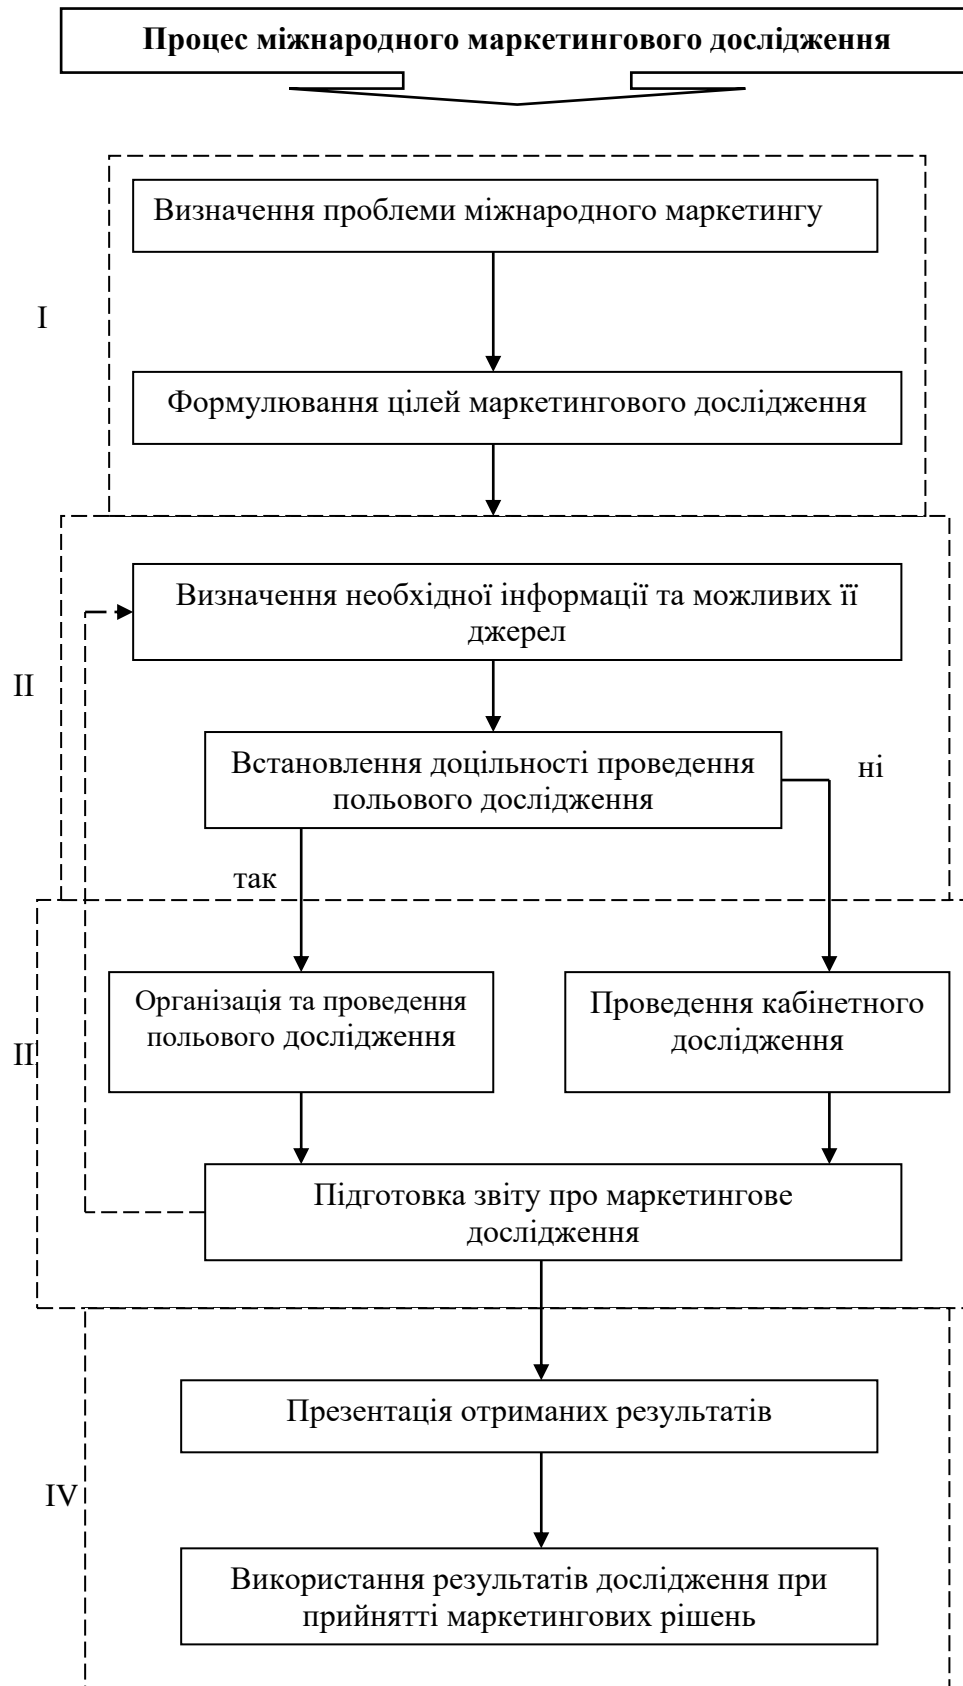 Процес міжнародного маркетингового дослідження
Визначення проблеми міжнародного маркетингу
I
Формулювання цілей маркетингового дослідження
Визначення необхідної інформації та можливих її
джерел
II
Встановлення доцільності проведення
польового дослідження
ні
так
Організація та проведення
польового дослідження
Проведення кабінетного
дослідження
II
Підготовка звіту про маркетингове
дослідження
Презентація отриманих результатів
IV
Використання результатів дослідження при
прийнятті маркетингових рішень